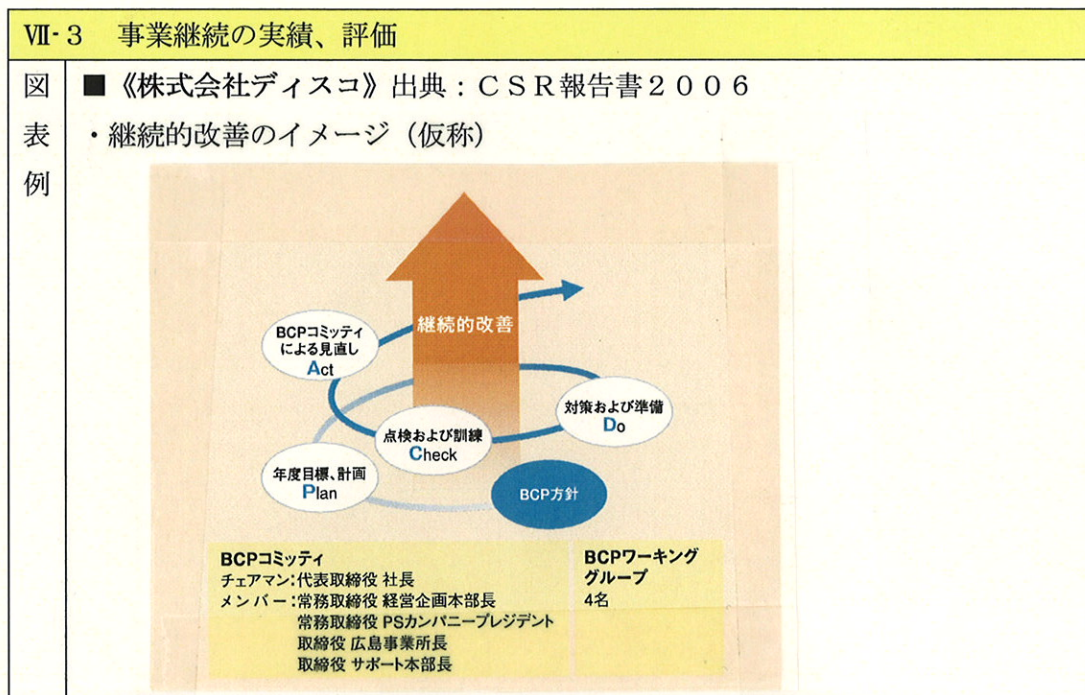 Ⅶ-3 事業継続の実績、評価
図表例
■《株式会社ディスコ》出典：ＣＳＲ報告書２００６
・継続的改善のイメージ（仮称）
継続的改善
BCPコミッティ
による見直し
Act
対策および準備
Do
点検および訓練
Check
年度目標、計画
Plan
BCP方針
BCPコミッティ
チェアマン：代表取締役 社長
メンバー：常務取締役 経営企画本部長
常務取締役 PSカンパニープレジデント
取締役 広島事業所長
取締役 サポート本部長
BCPワーキング
グループ
4名